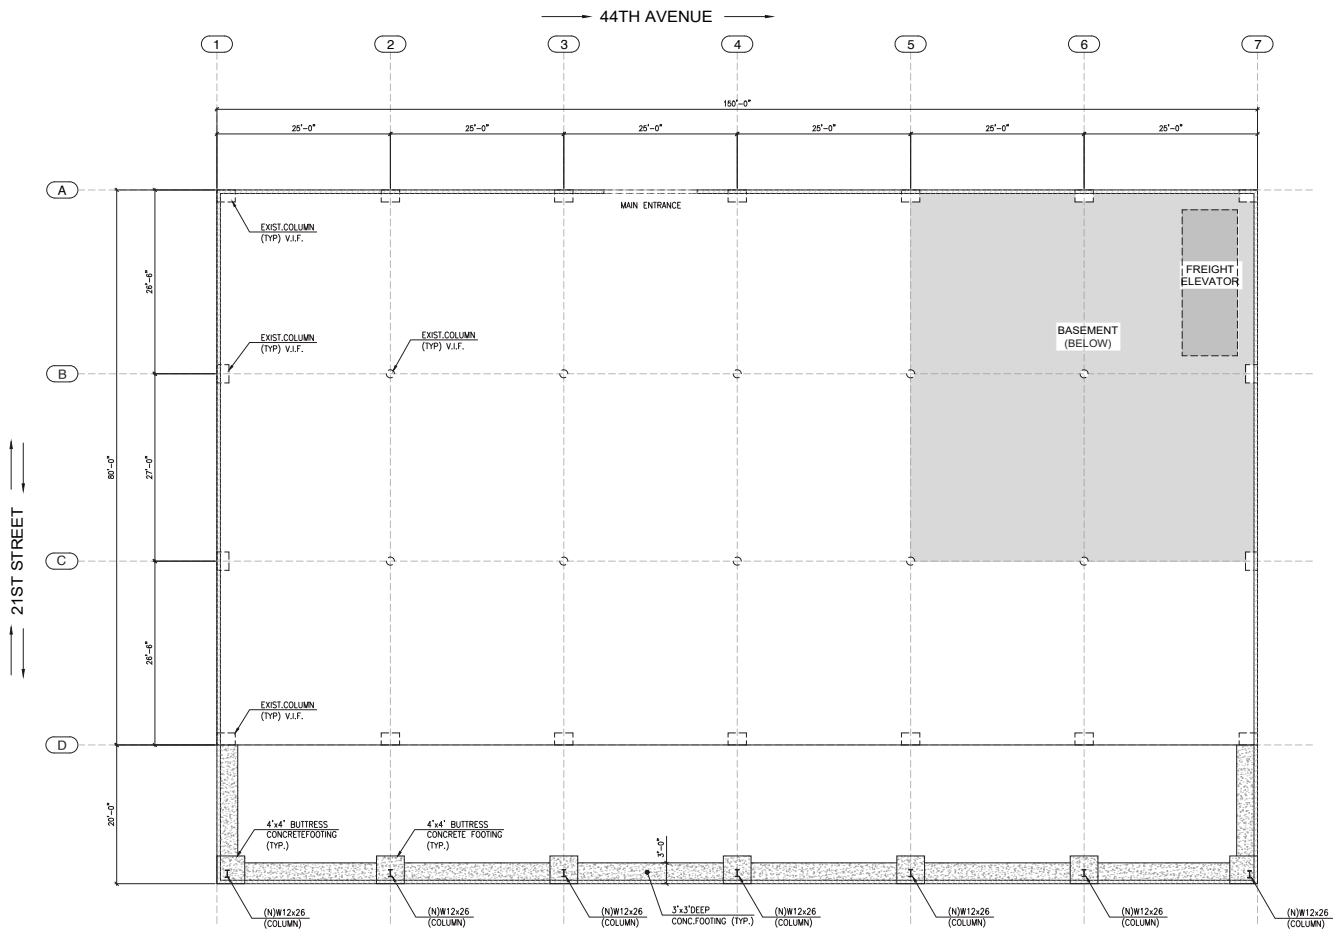 44TH AVENUE
1 2 3 4 5 6 7
150'-0"
25'-0" 25'-0" 25'-0" 25'-0" 25'-0" 25'-0"
A
MAIN ENTRANCE
EXIST.COLUMN
(TYP) V.I.F.
26'-6"
FREIGHT
ELEVATOR
EXIST.COLUMN
(TYP) V.I.F.
EXIST.COLUMN
(TYP) V.I.F.
BASEMENT
(BELOW)
B
80'-0"
27'-0"
21ST STREET
C
26'-6"
EXIST.COLUMN
(TYP) V.I.F.
D
20'-0"
4'x4' BUTTRESS
CONCRETEFOOTING
(TYP.)
4'x4' BUTTRESS
CONCRETE FOOTING
(TYP.)
3'-0"
(N)W12x26
(COLUMN)
(N)W12x26
(COLUMN)
(N)W12x26
(COLUMN)
3'x3'DEEP
CONC.FOOTING (TYP.)
(N)W12x26
(COLUMN)
(N)W12x26
(COLUMN)
(N)W12x26
(COLUMN)
(N)W12x26
(COLUMN)